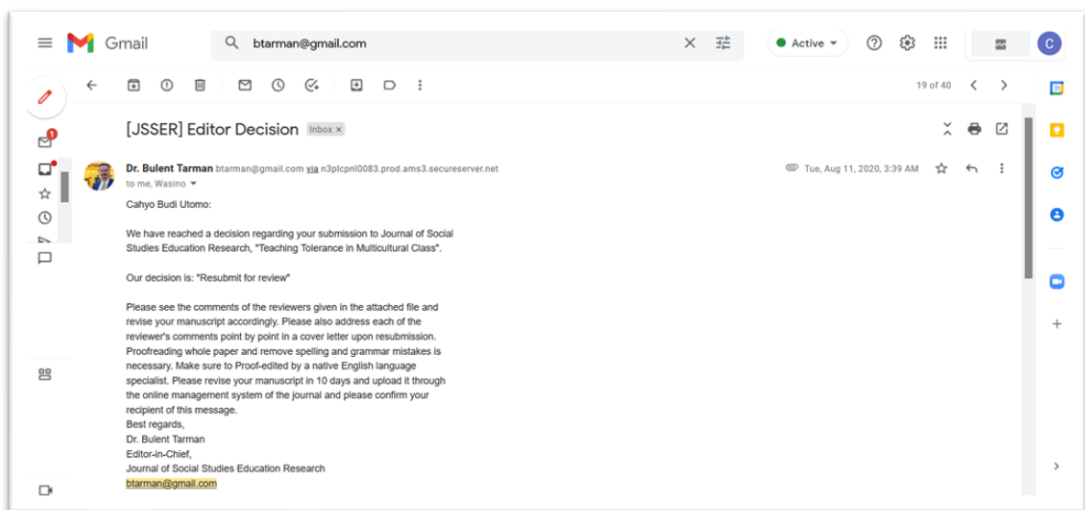 Gmail
btarman@gmail.com
Active
C
19 of 40
[JSSER] Editor Decision Inbox ×
Dr. Bulent Tarman btarman@gmail.com via n3plcpnl0083.prod.ams3.secureserver.net
Tue, Aug 11, 2020, 3:39 AM
to me, Wasino
Cahyo Budi Utomo:
We have reached a decision regarding your submission to Journal of Social
Studies Education Research, "Teaching Tolerance in Multicultural Class".
Our decision is: "Resubmit for review"
Please see the comments of the reviewers given in the attached file and
revise your manuscript accordingly. Please also address each of the
reviewer's comments point by point in a cover letter upon resubmission.
Proofreading whole paper and remove spelling and grammar mistakes is
necessary. Make sure to Proof-edited by a native English language
specialist. Please revise your manuscript in 10 days and upload it through
the online management system of the journal and please confirm your
recipient of this message.
Best regards,
Dr. Bulent Tarman
Editor-in-Chief,
Journal of Social Studies Education Research
btarman@gmail.com